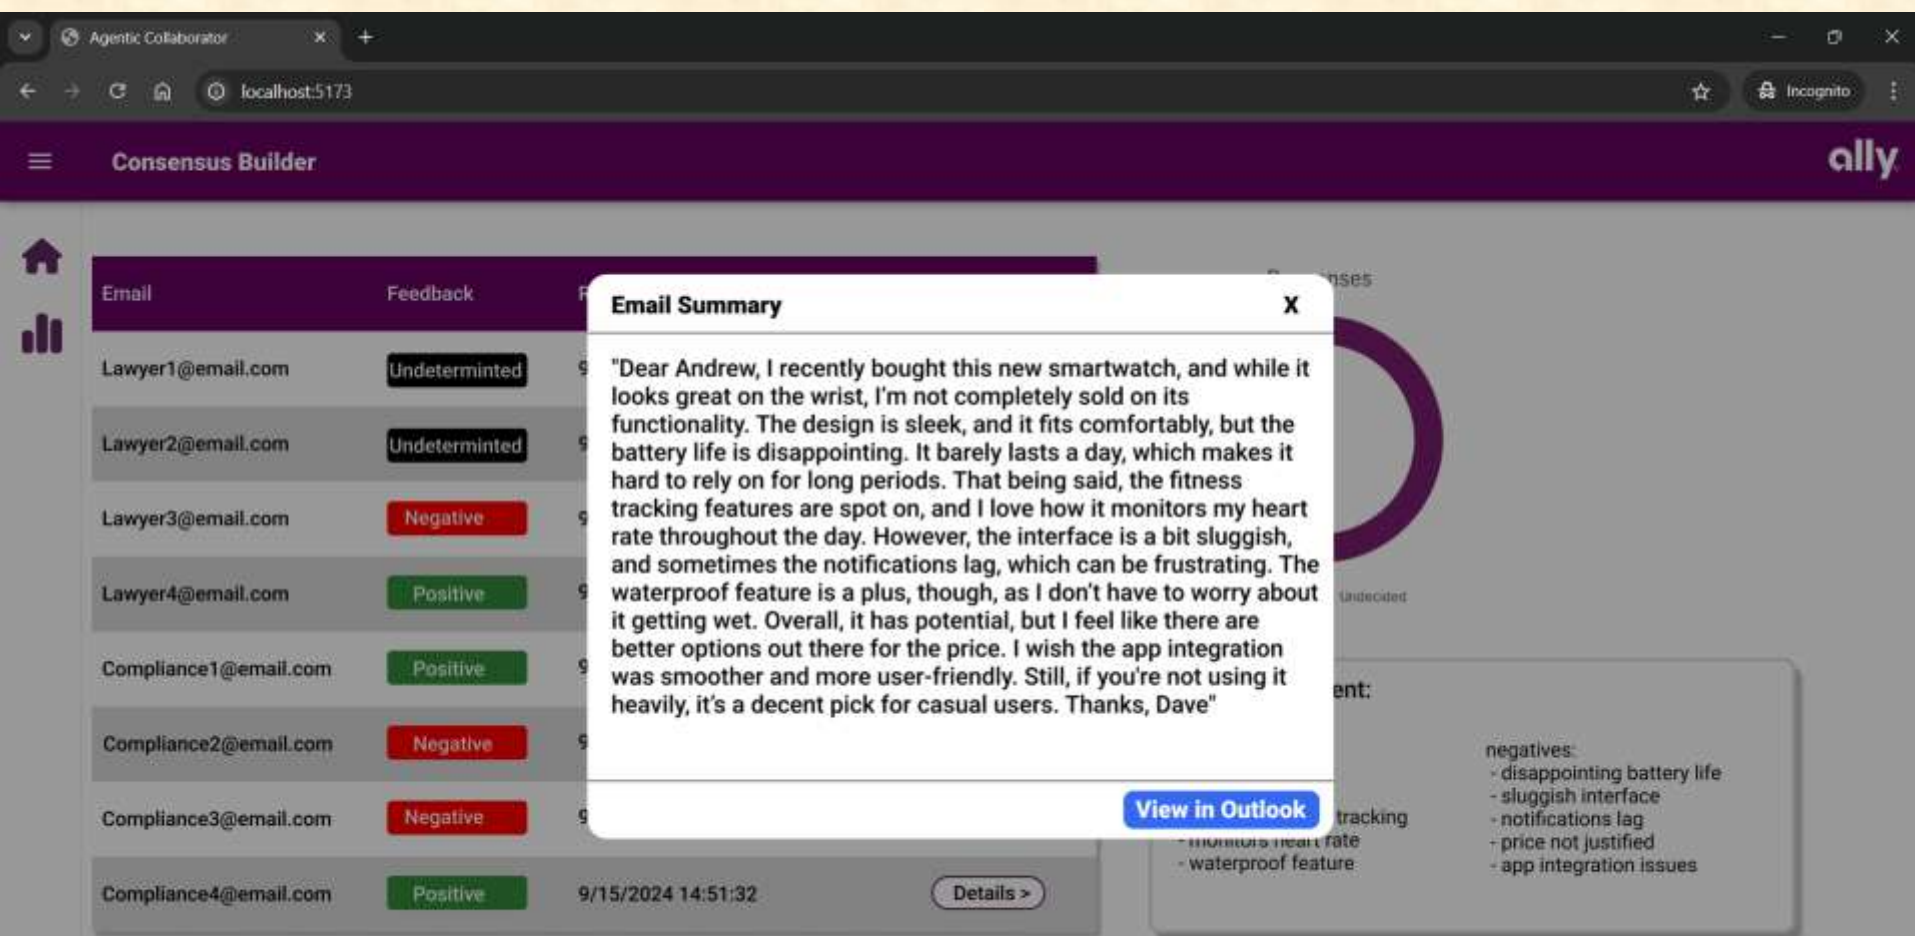 Agentic Collaborator
localhost:5173
Incognito
Consensus Builder
ally
Email Feedback
Lawyer1@email.com Undeterminted 9
Lawyer2@email.com Undeterminted 9
Lawyer3@email.com Negative 9
Lawyer4@email.com Positive 9
Compliance1@email.com Positive 9
Compliance2@email.com Negative 9
Compliance3@email.com Negative 9
Compliance4@email.com Positive 9/15/2024 14:51:32 Details >
Email Summary X
"Dear Andrew, I recently bought this new smartwatch, and while it
looks great on the wrist, I'm not completely sold on its
functionality. The design is sleek, and it fits comfortably, but the
battery life is disappointing. It barely lasts a day, which makes it
hard to rely on for long periods. That being said, the fitness
tracking features are spot on, and I love how it monitors my heart
rate throughout the day. However, the interface is a bit sluggish,
and sometimes the notifications lag, which can be frustrating. The
waterproof feature is a plus, though, as I don't have to worry about
it getting wet. Overall, it has potential, but I feel like there are
better options out there for the price. I wish the app integration
was smoother and more user-friendly. Still, if you're not using it
heavily, it's a decent pick for casual users. Thanks, Dave"
View in Outlook
Undecided
ent:
tracking
- monitors heart rate
- waterproof feature
negatives:
- disappointing battery life
- sluggish interface
- notifications lag
- price not justified
- app integration issues